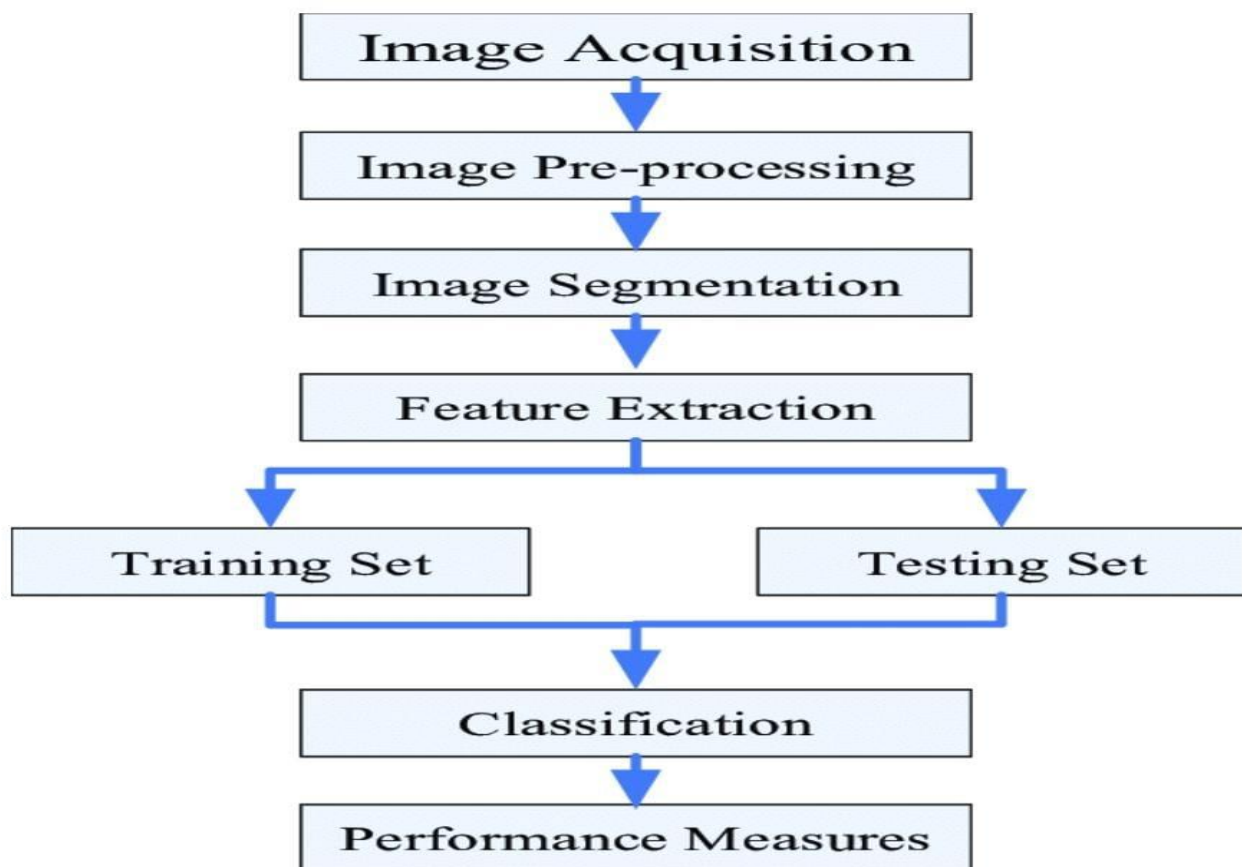 Image Acquisition
Image Pre-processing
Image Segmentation
Feature Extraction
Training Set
Testing Set
Classification
Performance Measures